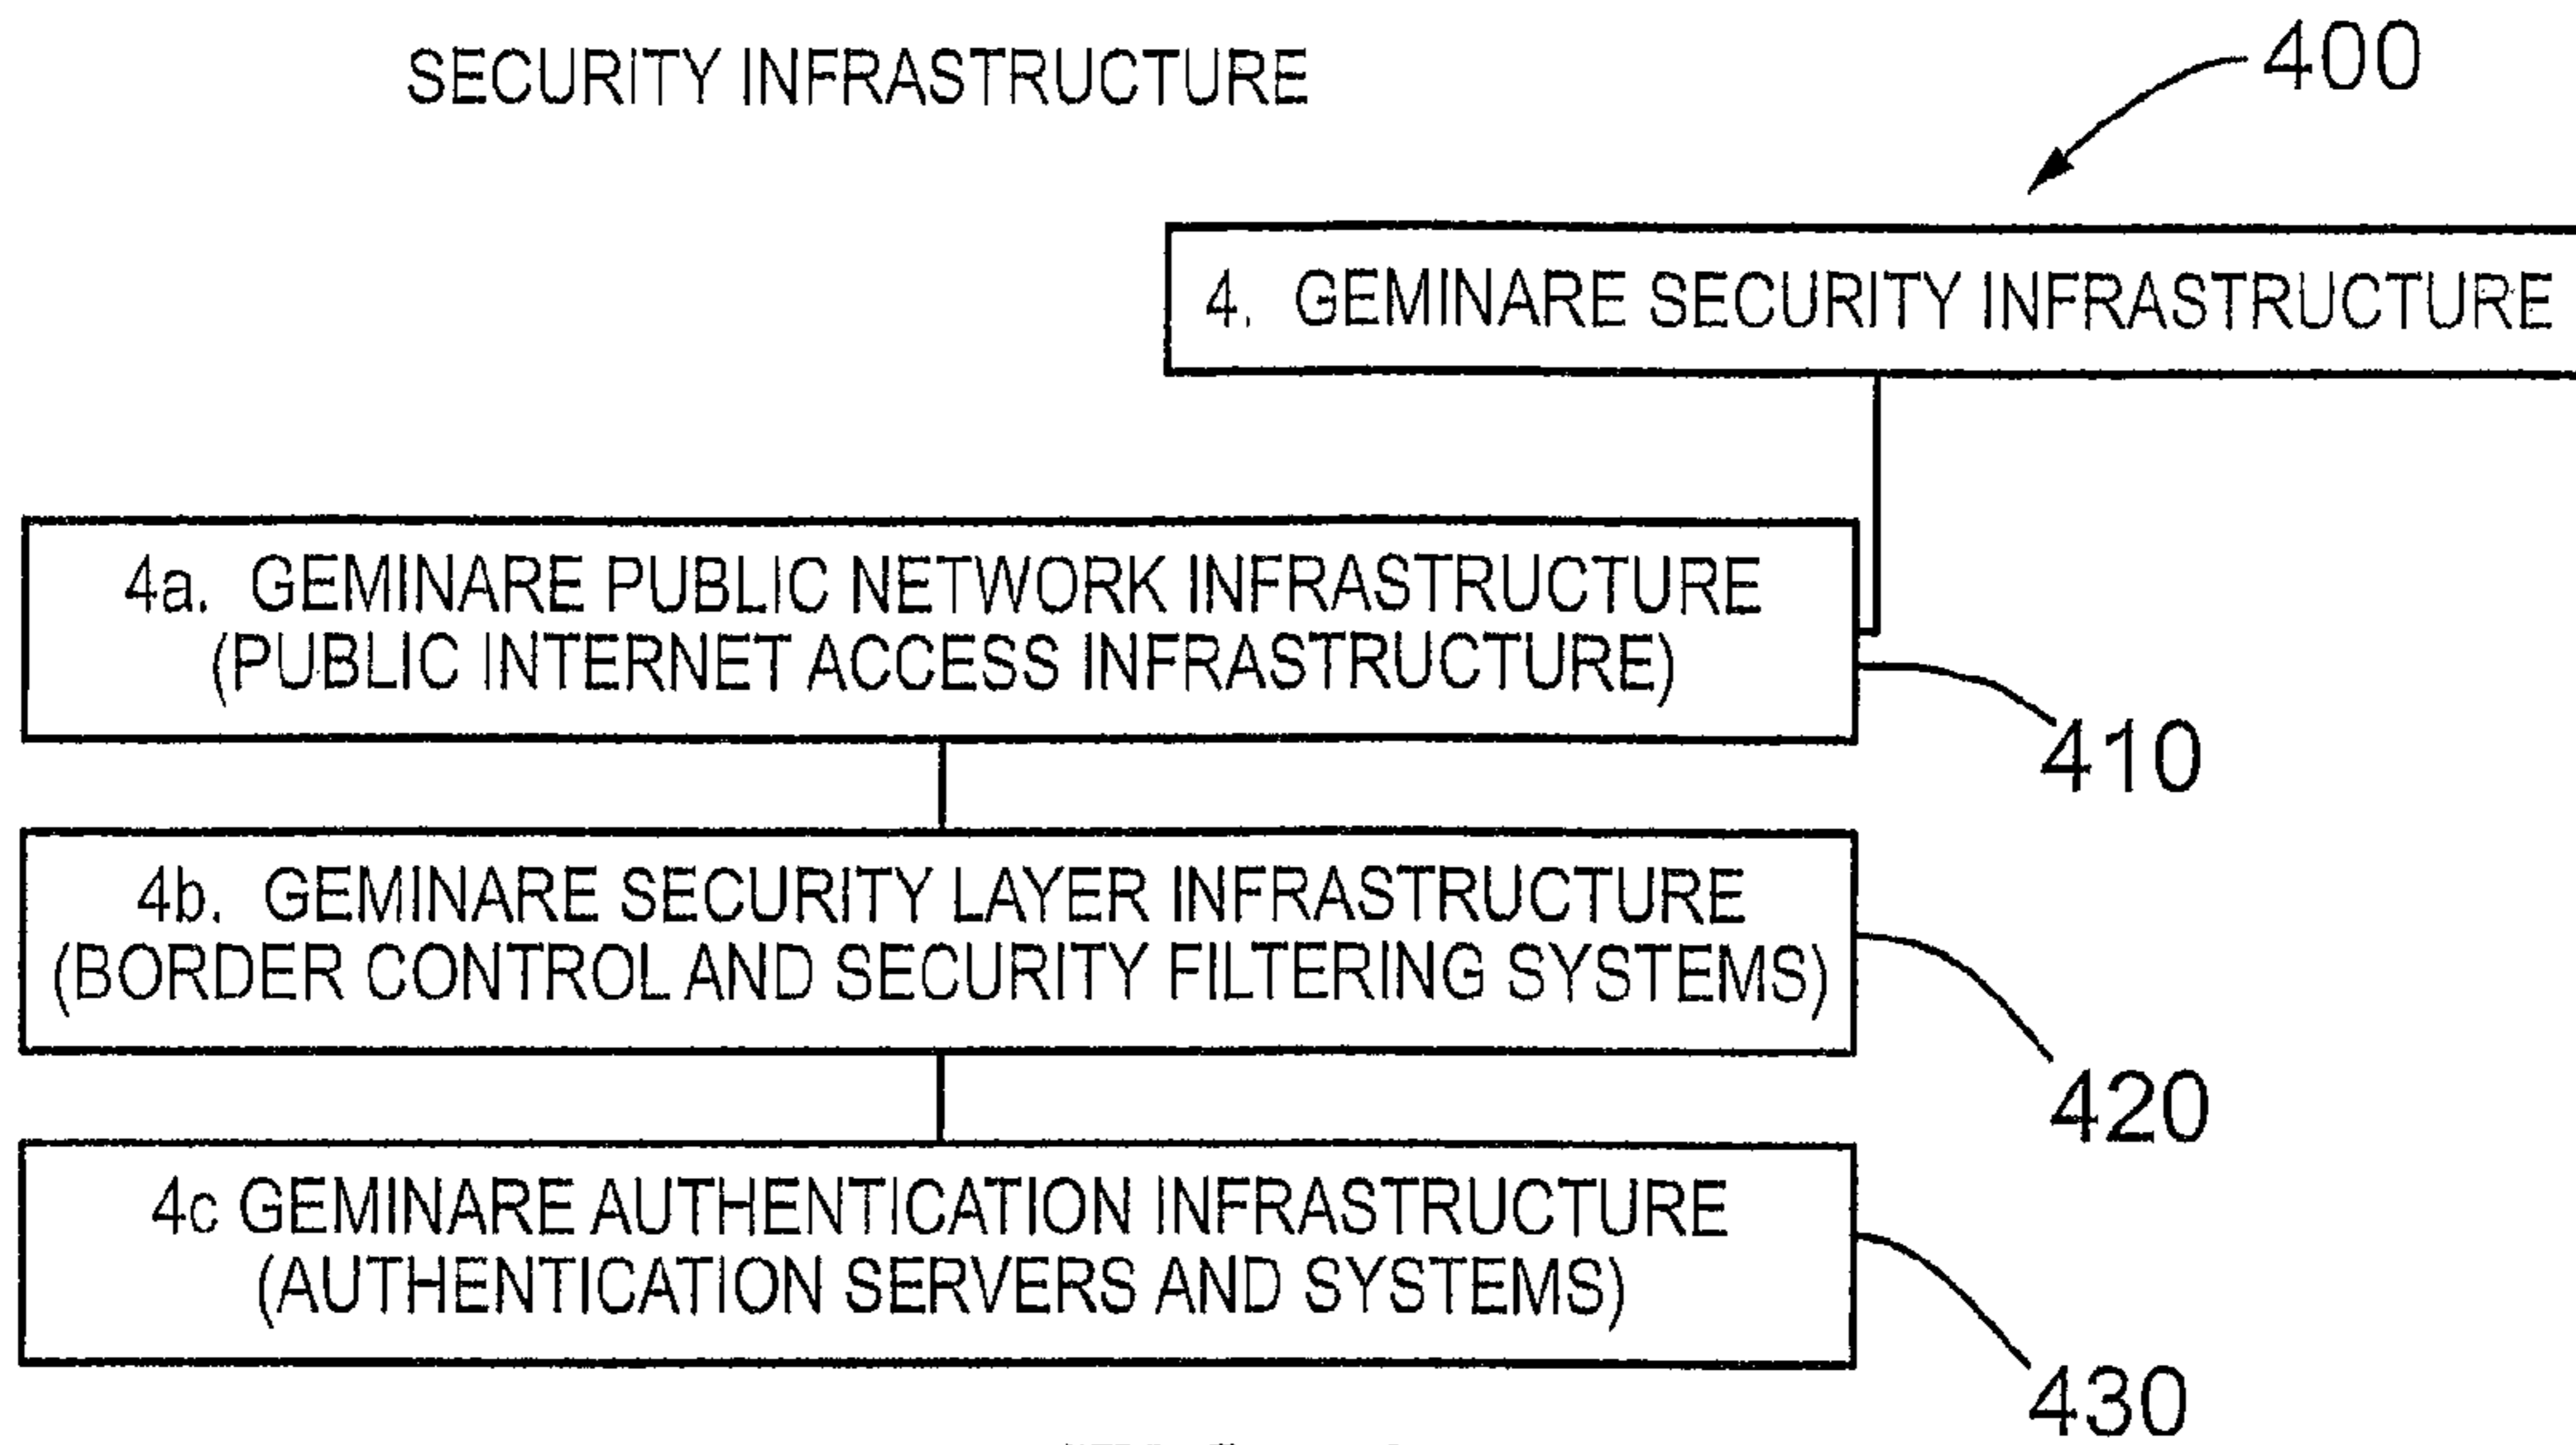 SECURITY INFRASTRUCTURE
400
4. GEMINARE SECURITY INFRASTRUCTURE
4a. GEMINARE PUBLIC NETWORK INFRASTRUCTURE
(PUBLIC INTERNET ACCESS INFRASTRUCTURE)
410
4b. GEMINARE SECURITY LAYER INFRASTRUCTURE
(BORDER CONTROL AND SECURITY FILTERING SYSTEMS)
420
4c GEMINARE AUTHENTICATION INFRASTRUCTURE
(AUTHENTICATION SERVERS AND SYSTEMS)
430